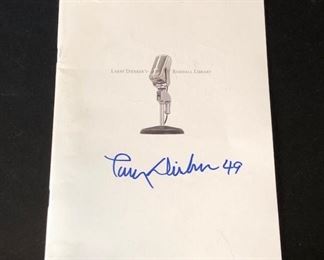 LARRY DIERKER'S BASEBALL LIBRARY
Larry Dierker 49